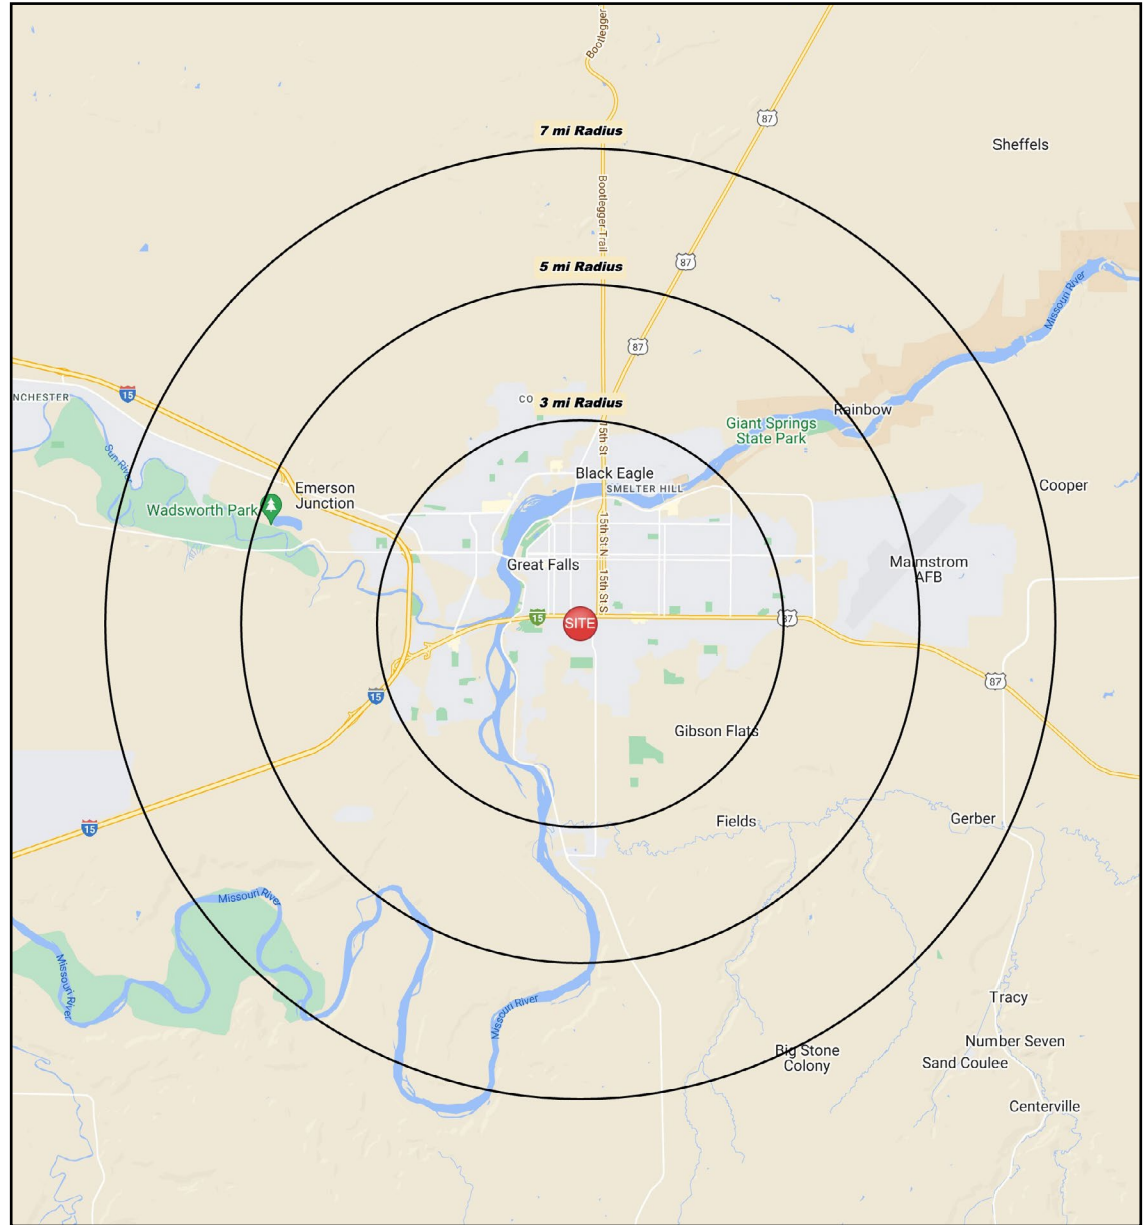 Bootlegger
87
7 mi Radius
Sheffels
Bootlegger Trail
87
5 mi Radius
Missouri River
87
15
NCHESTER
CO
3 mi Radius
Rainbow
Giant Springs
State Park
15th St
Sun River
Black Eagle
SMELTER HILL
Emerson
Junction
Cooper
Wadsworth Park
15th St N
Great Falls
Malmstrom
AFB
15th St S
15
SITE
87
87
15
Gibson Flats
Fields
Gerber
15
Missouri River
Missouri River
Missouri River
Tracy
Number Seven
Big Stone
Colony
Sand Coulee
Centerville